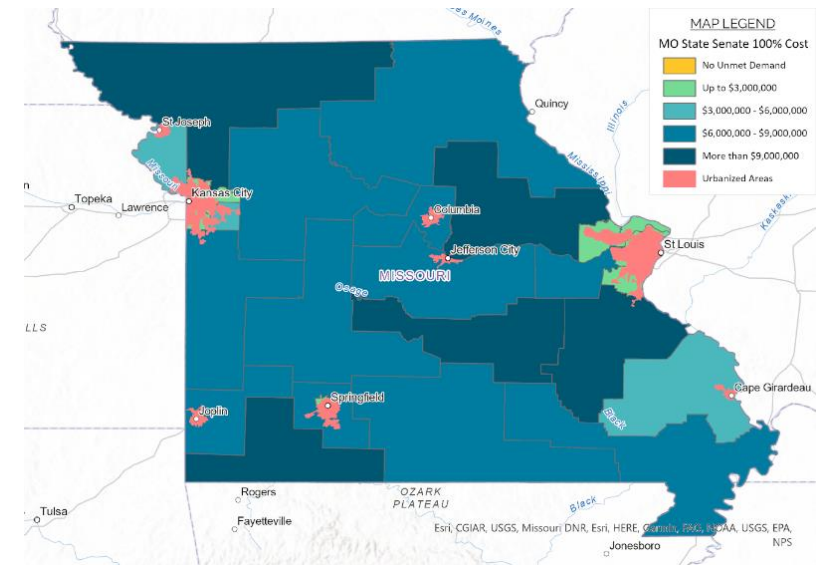 MAP LEGEND
MO State Senate 100% Cost
No Unmet Demand
Up to $3,000,000
$3,000,000 - $6,000,000
$6,000,000 - $9,000,000
More than $9,000,000
Urbanized Areas
Des Moines
Quincy
Illinois
Mississippi
St Joseph
Missouri
Kansas City
Topeka
Lawrence
Columbia
Jefferson City
St Louis
MISSOURI
Osage
LLS
Cape Girardeau
Springfield
Joplin
Black
Rogers
OZARK
PLATEAU
Tulsa
Fayetteville
Black
Esri, CGIAR, USGS, Missouri DNR, Esri, HERE, Garmin, FAO, NOAA, USGS, EPA,
NPS
Jonesboro